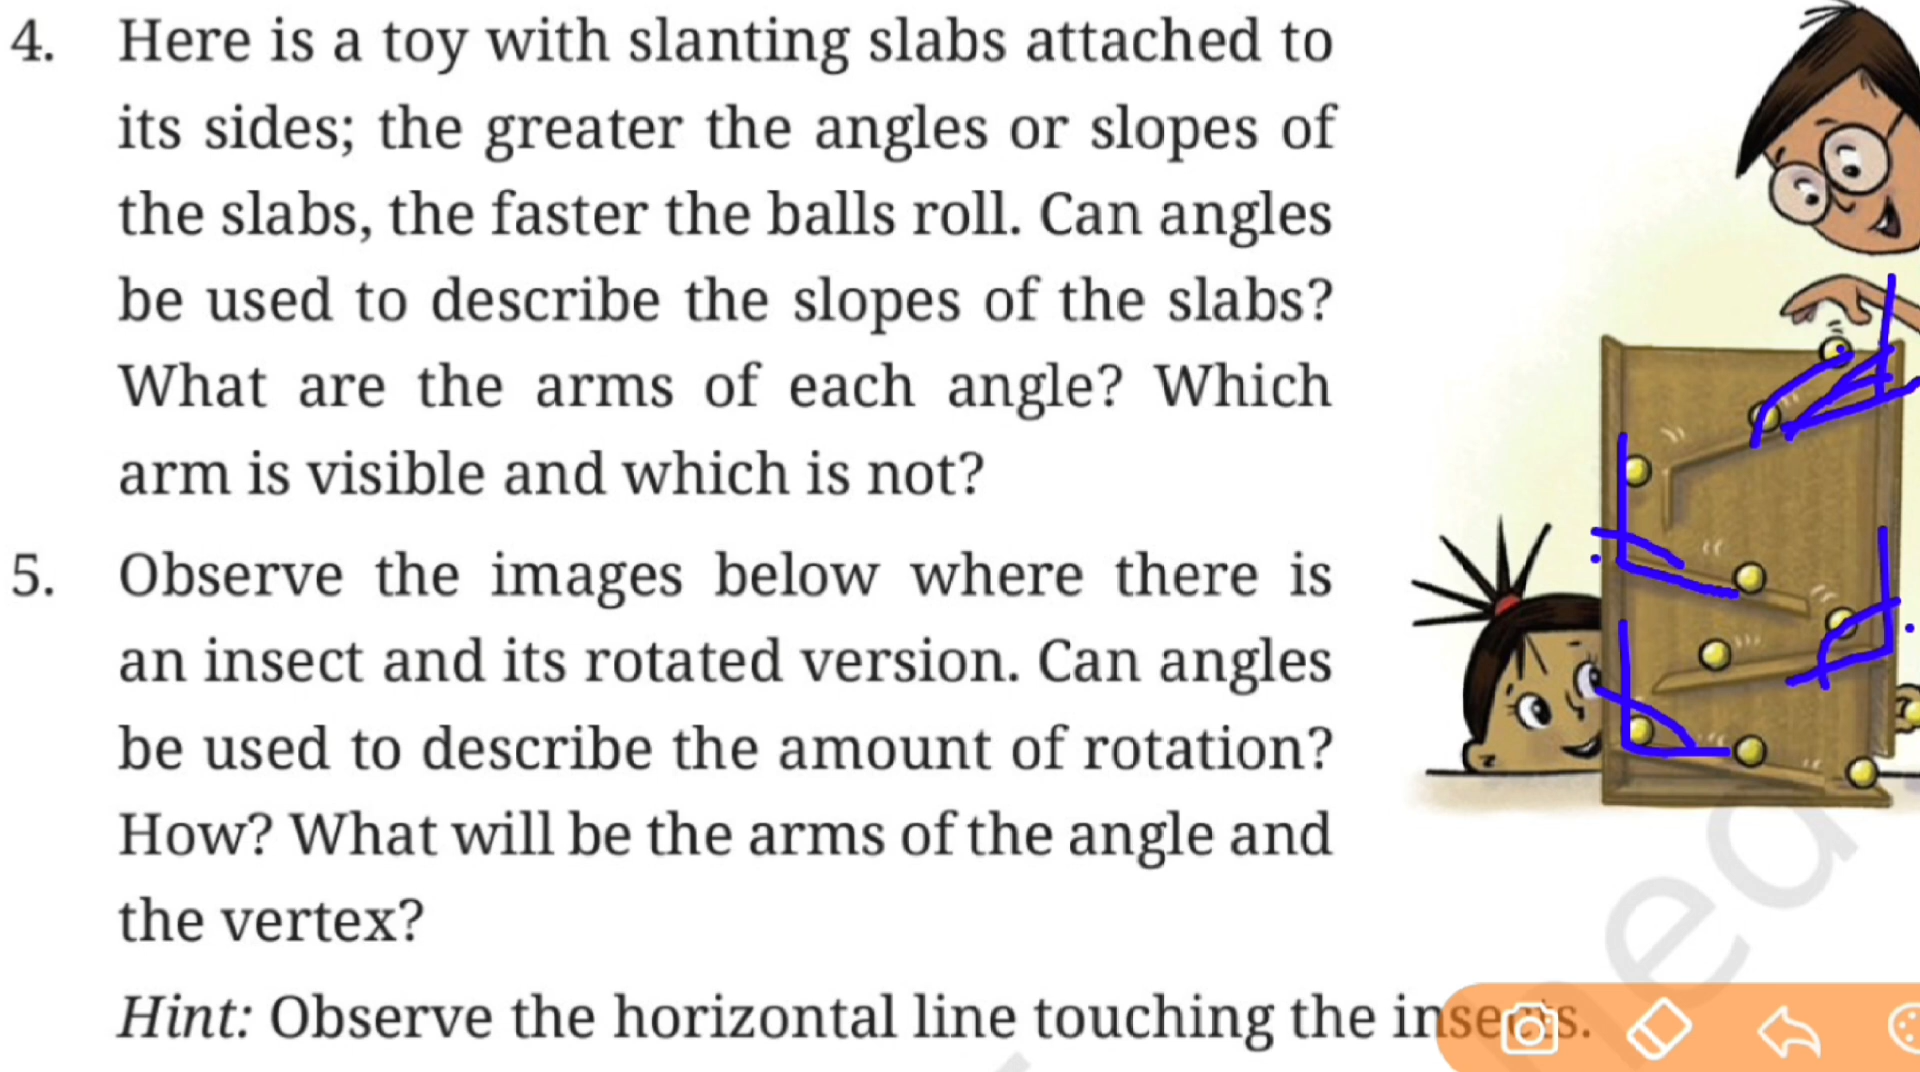 4. Here is a toy with slanting slabs attached to
its sides; the greater the angles or slopes of
the slabs, the faster the balls roll. Can angles
be used to describe the slopes of the slabs?
What are the arms of each angle? Which
arm is visible and which is not?
5. Observe the images below where there is
an insect and its rotated version. Can angles
be used to describe the amount of rotation?
How? What will be the arms of the angle and
the vertex?
Hint: Observe the horizontal line touching the insects.